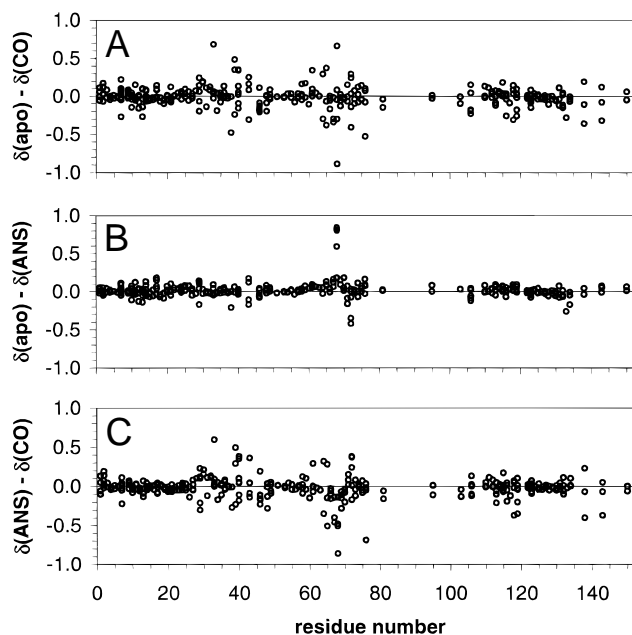 A
1.0
0.5
0.0
-0.5
-1.0
δ(apo) - δ(CO)
B
1.0
0.5
0.0
-0.5
-1.0
δ(apo) - δ(ANS)
C
1.0
0.5
0.0
-0.5
-1.0
δ(ANS) - δ(CO)
0 20 40 60 80 100 120 140
residue number